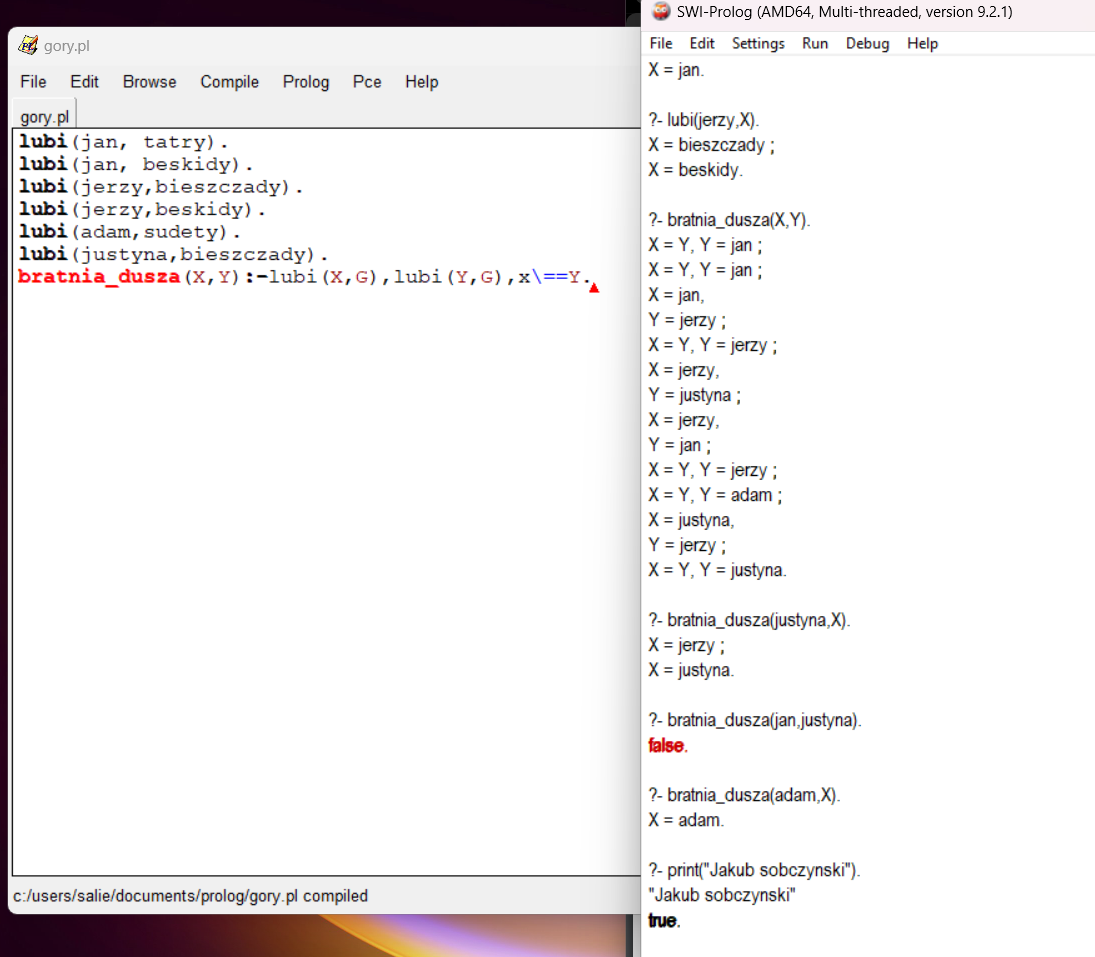 gory.pl
File Edit Browse Compile Prolog Pce Help
gory.pl
lubi(jan, tatry).
lubi(jan, beskidy).
lubi(jerzy,bieszczady).
lubi(jerzy,beskidy).
lubi(adam,sudety).
lubi(justyna,bieszczady).
bratnia_dusza(X,Y):-lubi(X,G),lubi(Y,G),x\==Y.
c:/users/salie/documents/prolog/gory.pl compiled
SWI-Prolog (AMD64, Multi-threaded, version 9.2.1)
File Edit Settings Run Debug Help
X = jan.
?- lubi(jerzy,X).
X = bieszczady ;
X = beskidy.
?- bratnia_dusza(X,Y).
X = Y, Y = jan ;
X = Y, Y = jan ;
X = jan,
Y = jerzy ;
X = Y, Y = jerzy ;
X = jerzy,
Y = justyna ;
X = jerzy,
Y = jan ;
X = Y, Y = jerzy ;
X = Y, Y = adam ;
X = justyna,
Y = jerzy ;
X = Y, Y = justyna.
?- bratnia_dusza(justyna,X).
X = jerzy ;
X = justyna.
?- bratnia_dusza(jan,justyna).
false.
?- bratnia_dusza(adam,X).
X = adam.
?- print("Jakub sobczynski").
"Jakub sobczynski"
true.